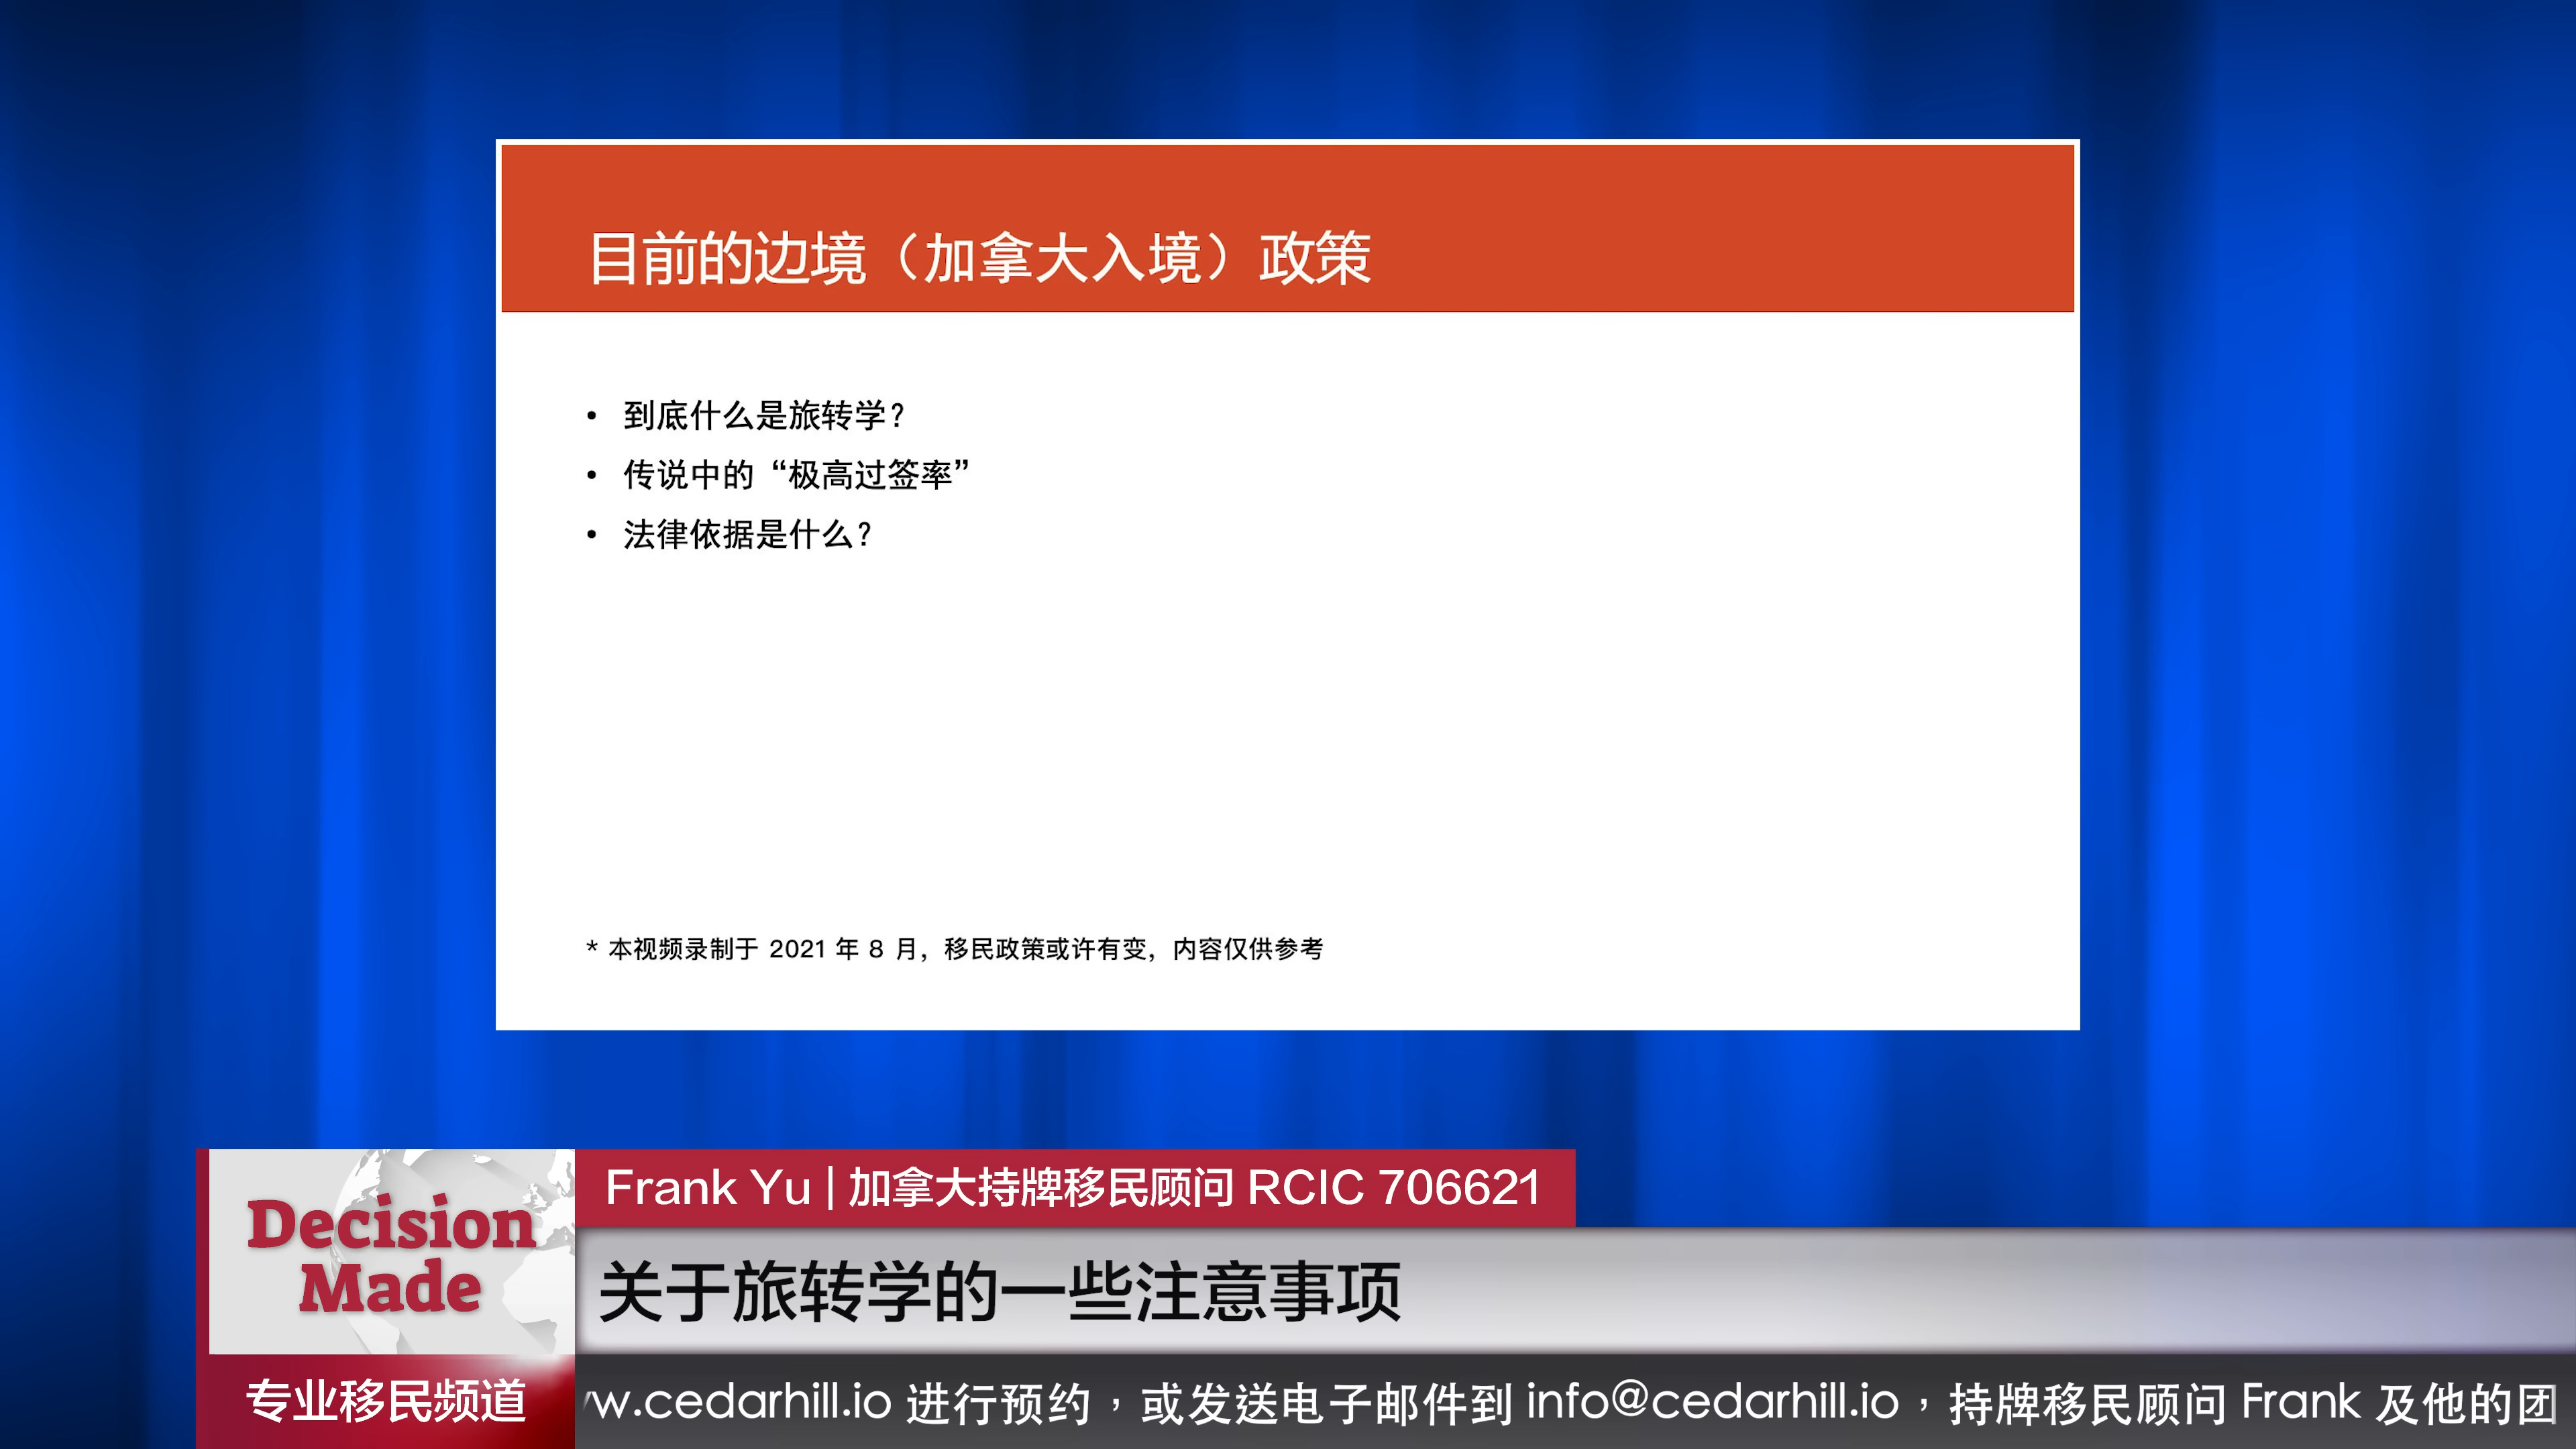 目前的边境（加拿大入境）政策
• 到底什么是旅转学？
• 传说中的“极高过签率”
• 法律依据是什么？
* 本视频录制于 2021 年 8 月，移民政策或许有变，内容仅供参考
Frank Yu | 加拿大持牌移民顾问 RCIC 706621
Decision
Made
关于旅转学的一些注意事项
专业移民频道
w.cedarhill.io 进行预约，或发送电子邮件到 info@cedarhill.io，持牌移民顾问 Frank 及他的团